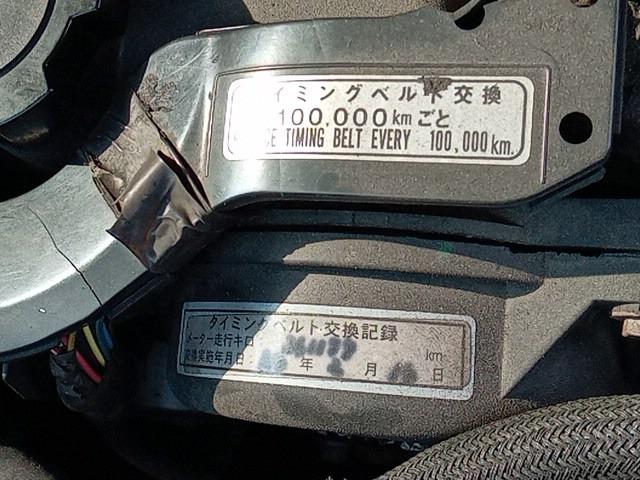 タイミングベルト交換
100,000kmごと
TIMING BELT EVERY 100,000km.
タイミングベルト交換記録
メーター走行キロ: km
交換実施年月日: 年 2 月 日